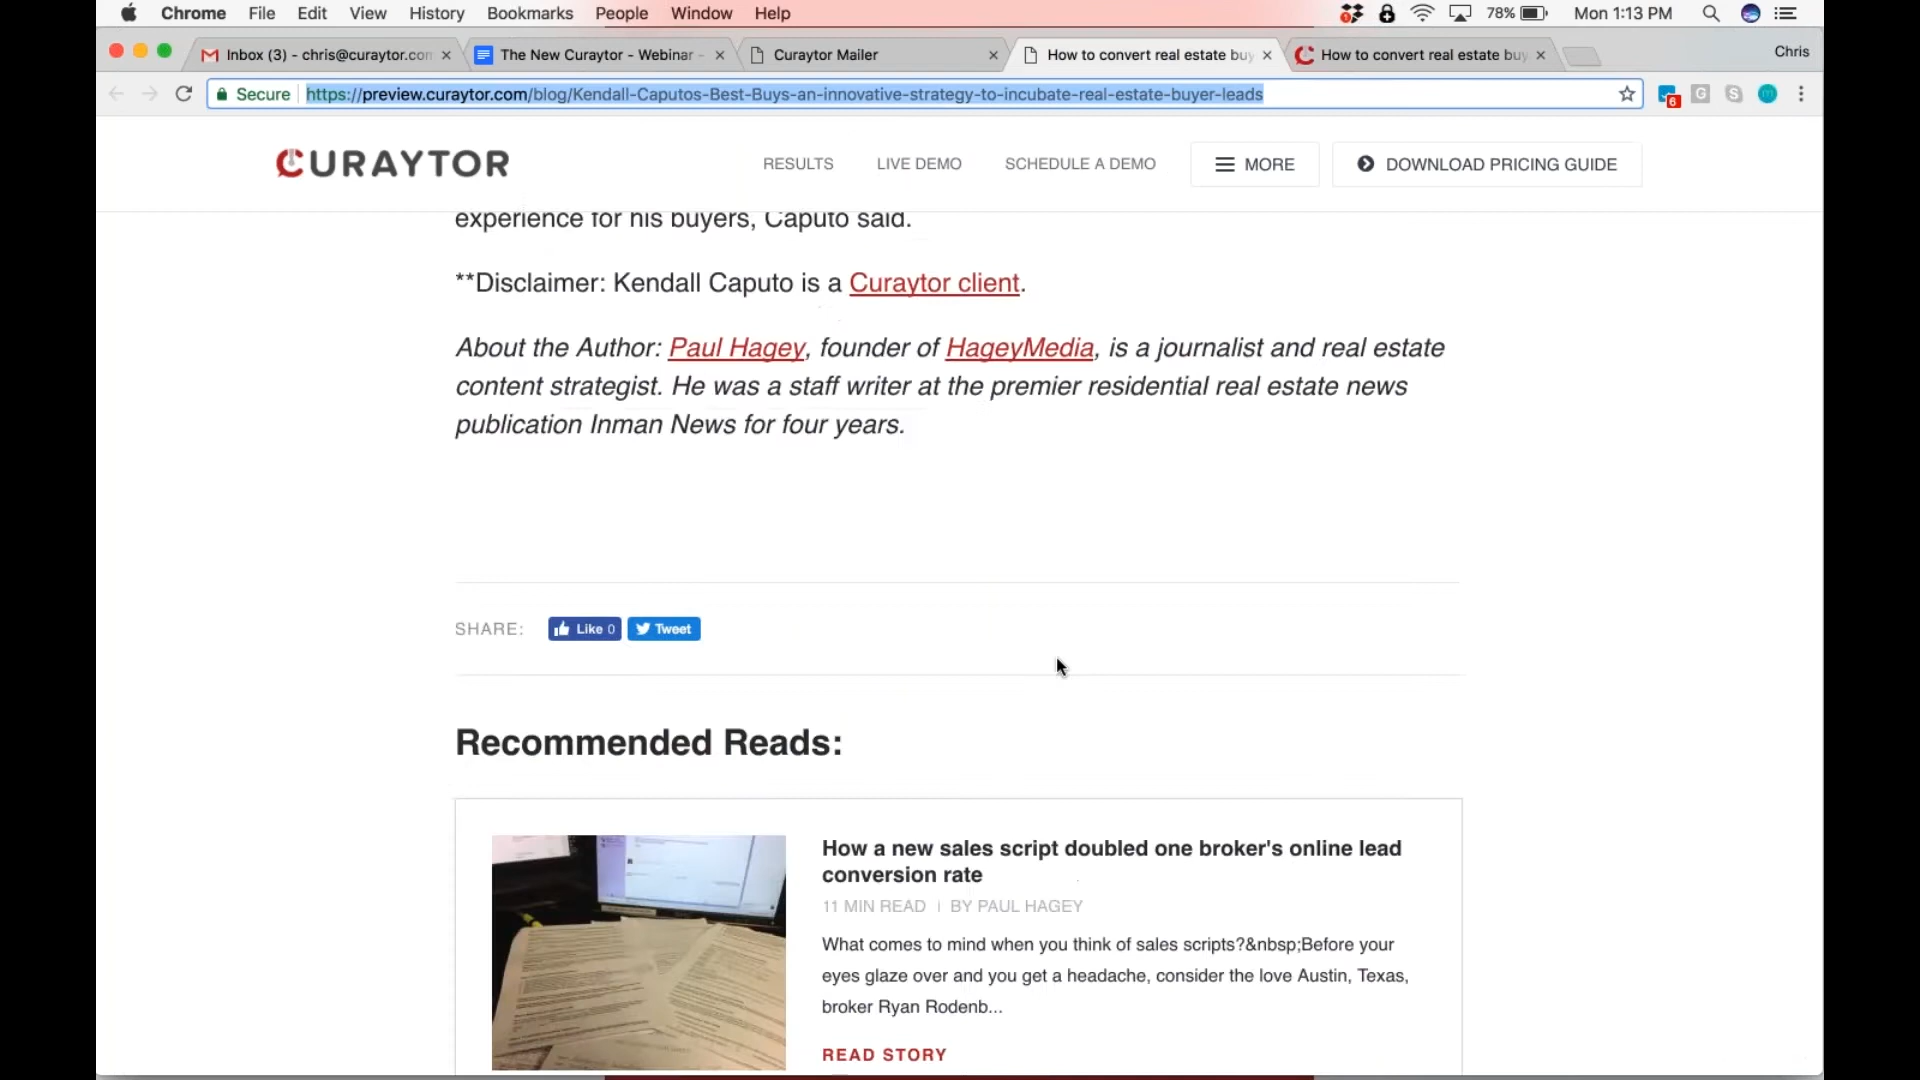 Chrome File Edit View History Bookmarks People Window Help 78% Mon 1:13 PM
Inbox (3) - chris@curaytor.com The New Curaytor - Webinar - Curaytor Mailer How to convert real estate buy How to convert real estate buy Chris
Secure https://preview.curaytor.com/blog/Kendall-Caputos-Best-Buys-an-innovative-strategy-to-incubate-real-estate-buyer-leads 6
CURAYTOR RESULTS LIVE DEMO SCHEDULE A DEMO MORE DOWNLOAD PRICING GUIDE
experience for his buyers, Caputo said.
**Disclaimer: Kendall Caputo is a Curaytor client.
About the Author: Paul Hagey, founder of HageyMedia, is a journalist and real estate
content strategist. He was a staff writer at the premier residential real estate news
publication Inman News for four years.
SHARE: Like 0 Tweet
Recommended Reads:
How a new sales script doubled one broker's online lead
conversion rate
11 MIN READ | BY PAUL HAGEY
What comes to mind when you think of sales scripts?&nbsp;Before your
eyes glaze over and you get a headache, consider the love Austin, Texas,
broker Ryan Rodenb...
READ STORY